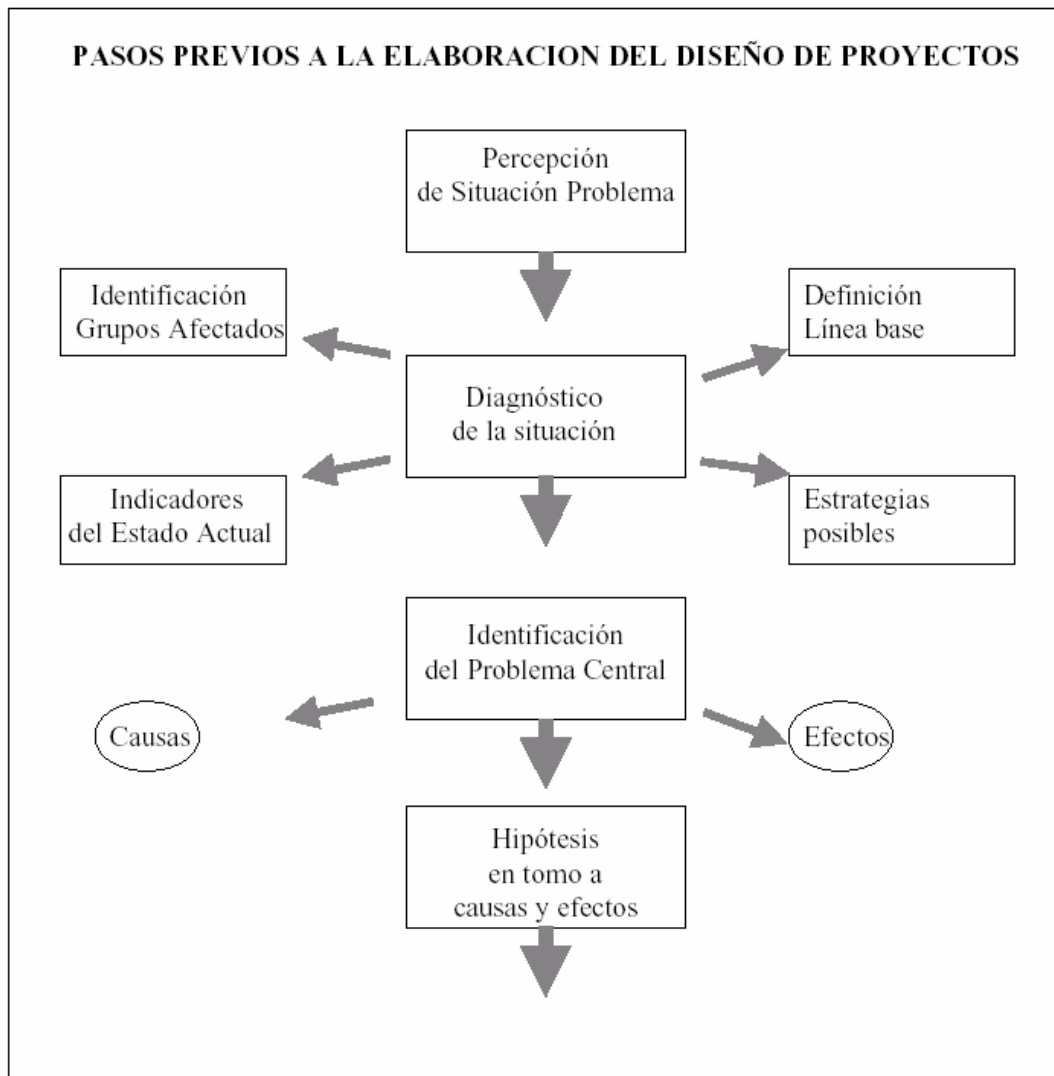 PASOS PREVIOS A LA ELABORACION DEL DISEÑO DE PROYECTOS
Percepción
de Situación Problema
Identificación
Grupos Afectados
Definición
Línea base
Diagnóstico
de la situación
Indicadores
del Estado Actual
Estrategias
posibles
Identificación
del Problema Central
Causas
Efectos
Hipótesis
en tomo a
causas y efectos